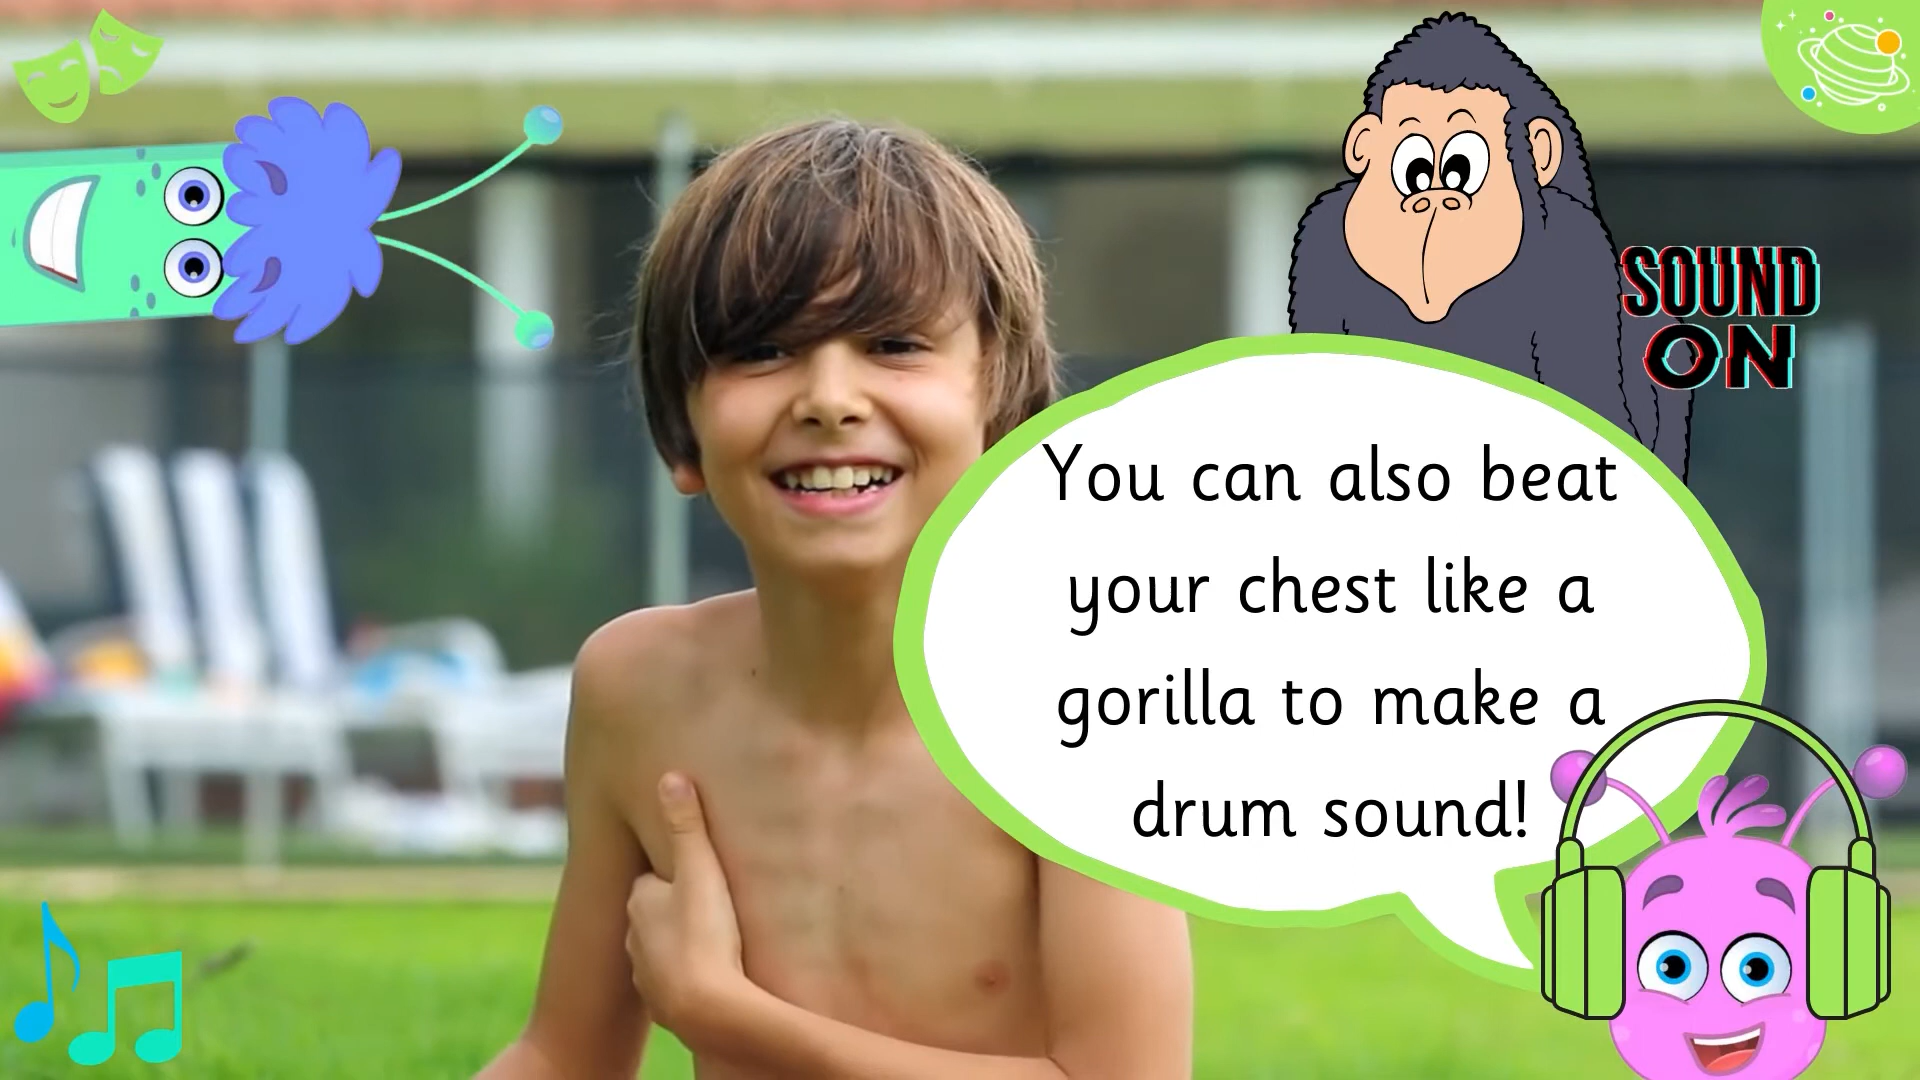 SOUND
ON
You can also beat
your chest like a
gorilla to make a
drum sound!